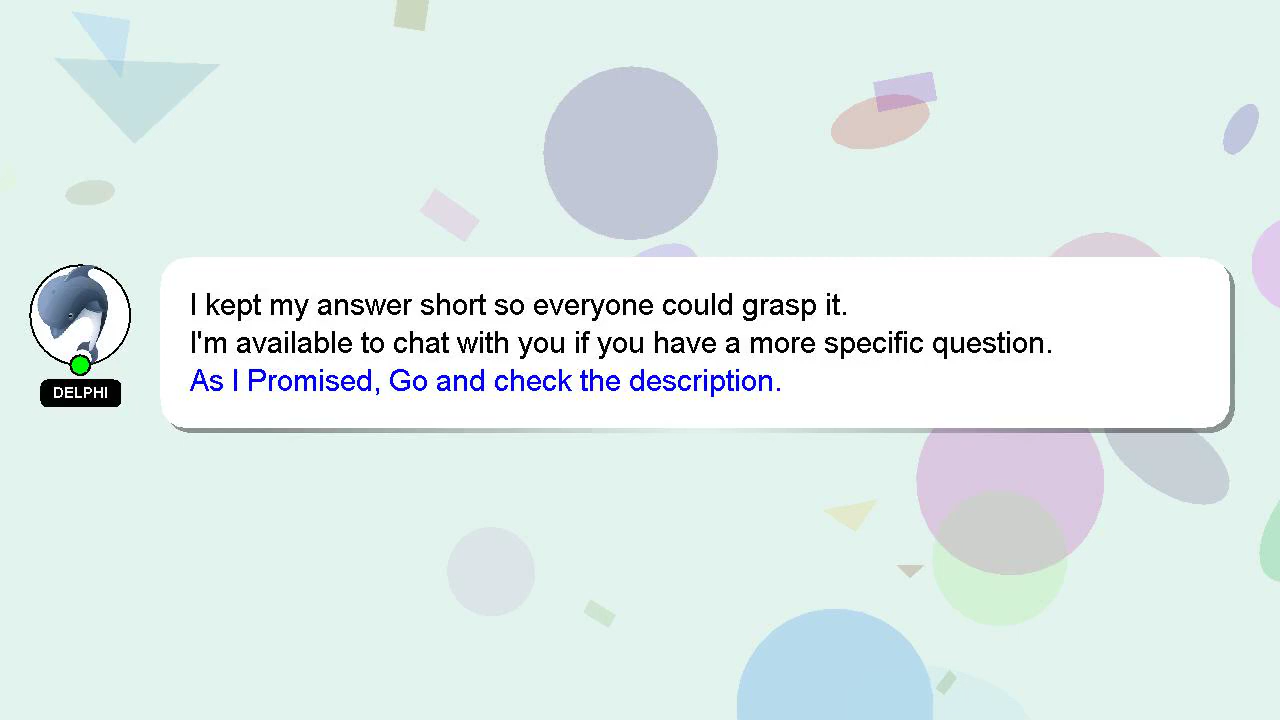 I kept my answer short so everyone could grasp it.
I'm available to chat with you if you have a more specific question.
As I Promised, Go and check the description.
DELPHI